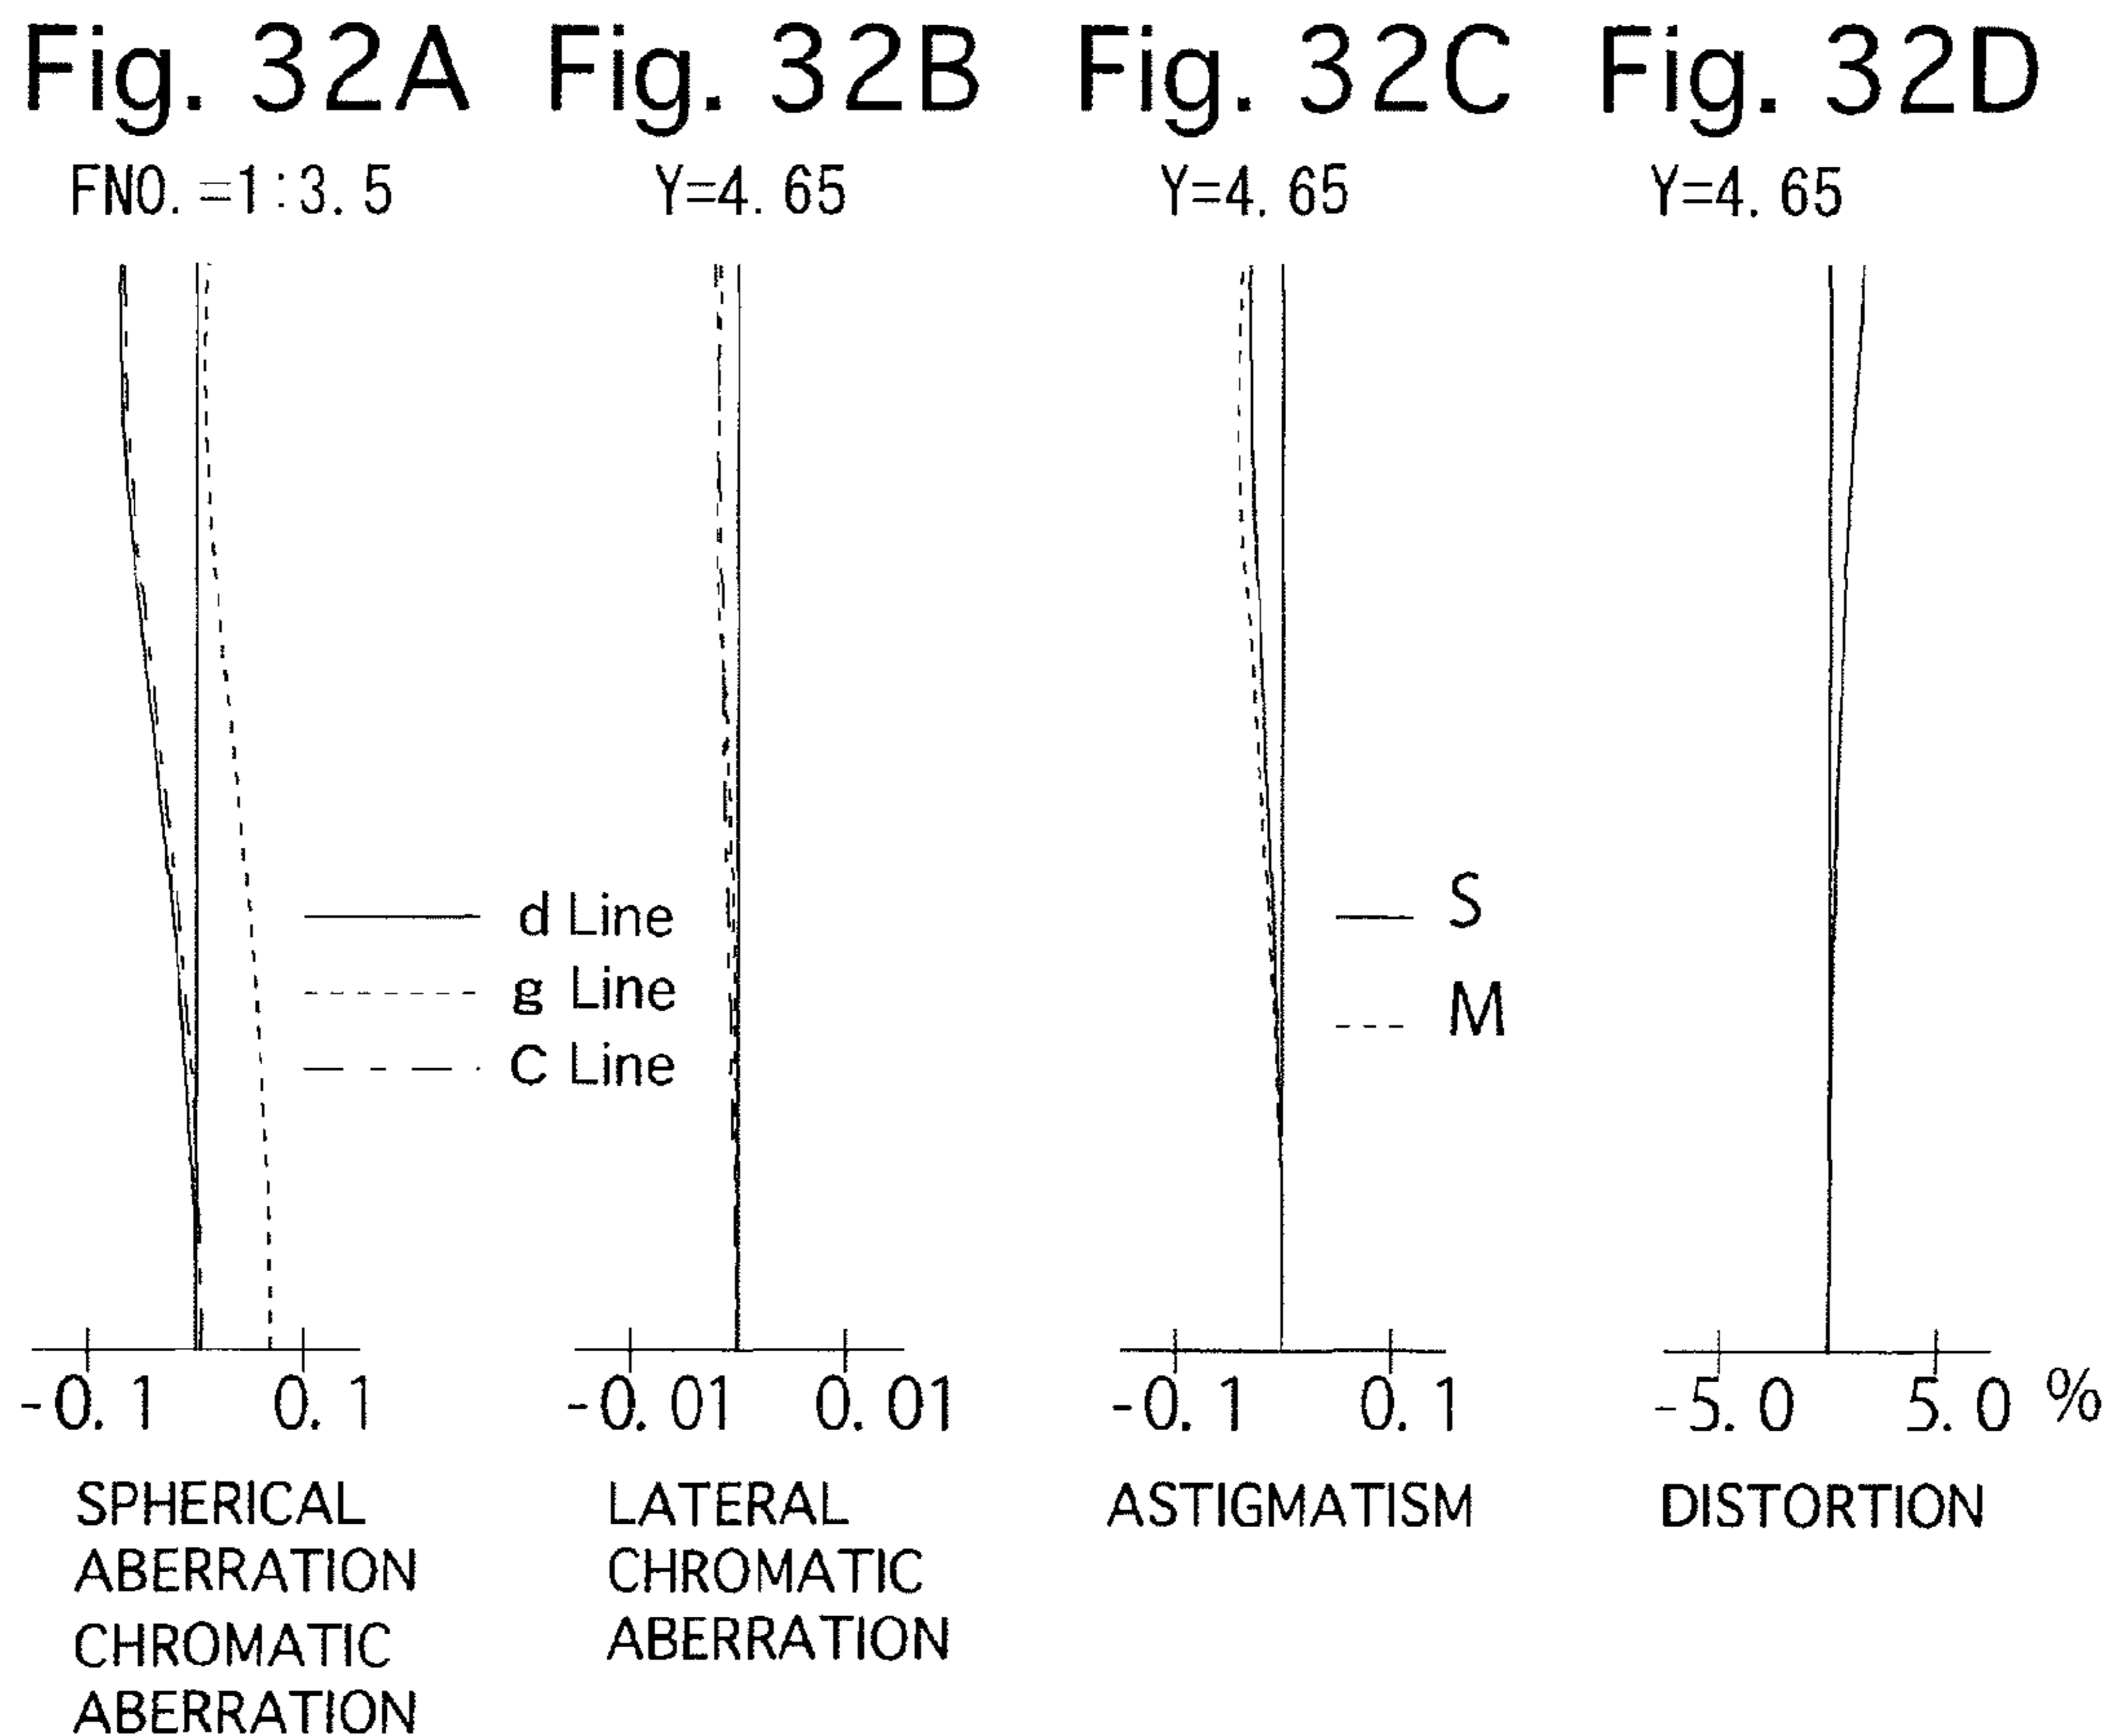 Fig. 32A Fig. 32B Fig. 32C Fig. 32D
FNO.=1:3.5 Y=4.65 Y=4.65 Y=4.65
d Line
g Line
C Line
S
M
-0.1 0.1 -0.01 0.01 -0.1 0.1 -5.0 5.0 %
SPHERICAL
ABERRATION
CHROMATIC
ABERRATION
LATERAL
CHROMATIC
ABERRATION
ASTIGMATISM
DISTORTION